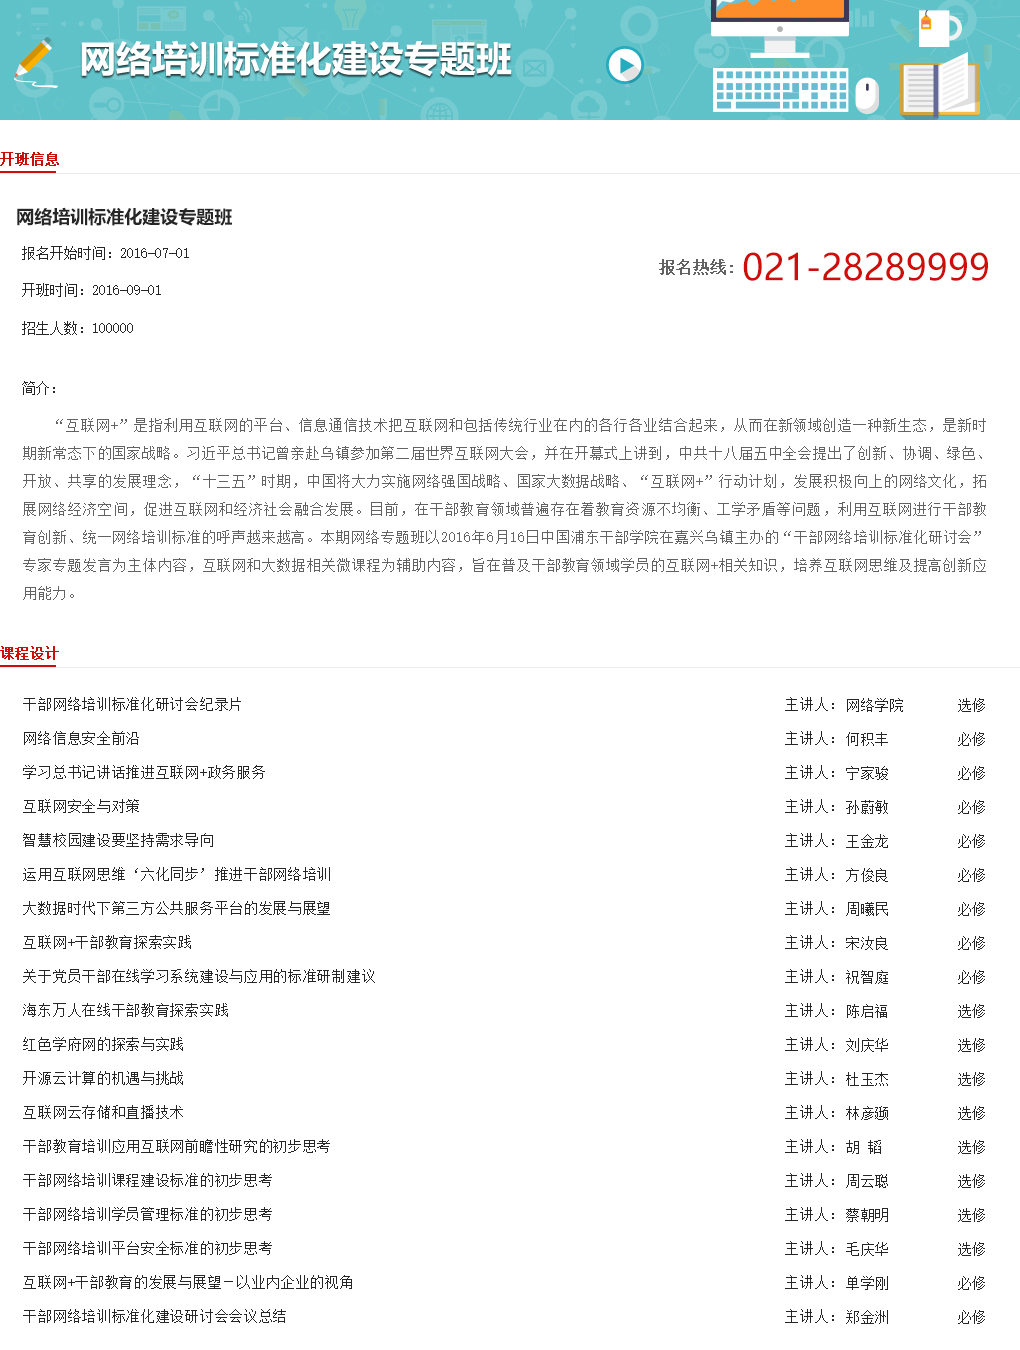 网络培训标准化建设专题班
开班信息
网络培训标准化建设专题班
报名开始时间：2016-07-01
报名热线：021-28289999
开班时间：2016-09-01
招生人数：100000
简介：
“互联网+”是指利用互联网的平台、信息通信技术把互联网和包括传统行业在内的各行各业结合起来，从而在新领域创造一种新生态，是新时
期新常态下的国家战略。习近平总书记曾亲赴乌镇参加第二届世界互联网大会，并在开幕式上讲到，中共十八届五中全会提出了创新、协调、绿色、
开放、共享的发展理念，“十三五”时期，中国将大力实施网络强国战略、国家大数据战略、“互联网+”行动计划，发展积极向上的网络文化，拓
展网络经济空间，促进互联网和经济社会融合发展。目前，在干部教育领域普遍存在着教育资源不均衡、工学矛盾等问题，利用互联网进行干部教
育创新、统一网络培训标准的呼声越来越高。本期网络专题班以2016年6月16日中国浦东干部学院在嘉兴乌镇主办的“干部网络培训标准化研讨会”
专家专题发言为主体内容，互联网和大数据相关微课程为辅助内容，旨在普及干部教育领域学员的互联网+相关知识，培养互联网思维及提高创新应
用能力。
课程设计
干部网络培训标准化研讨会纪录片 主讲人：网络学院 选修
网络信息安全前沿 主讲人：何积丰 必修
学习总书记讲话推进互联网+政务服务 主讲人：宁家骏 必修
互联网安全与对策 主讲人：孙蔚敏 必修
智慧校园建设要坚持需求导向 主讲人：王金龙 必修
运用互联网思维‘六化同步’推进干部网络培训 主讲人：方俊良 必修
大数据时代下第三方公共服务平台的发展与展望 主讲人：周曦民 必修
互联网+干部教育探索实践 主讲人：宋汝良 必修
关于党员干部在线学习系统建设与应用的标准研制建议 主讲人：祝智庭 必修
海东万人在线干部教育探索实践 主讲人：陈启福 选修
红色学府网的探索与实践 主讲人：刘庆华 选修
开源云计算的机遇与挑战 主讲人：杜玉杰 选修
互联网云存储和直播技术 主讲人：林彦灏 选修
干部教育培训应用互联网前瞻性研究的初步思考 主讲人：胡 韬 选修
干部网络培训课程建设标准的初步思考 主讲人：周云聪 选修
干部网络培训学员管理标准的初步思考 主讲人：蔡朝明 选修
干部网络培训平台安全标准的初步思考 主讲人：毛庆华 选修
互联网+干部教育的发展与展望－以业内企业的视角 主讲人：单学刚 必修
干部网络培训标准化建设研讨会会议总结 主讲人：郑金洲 必修